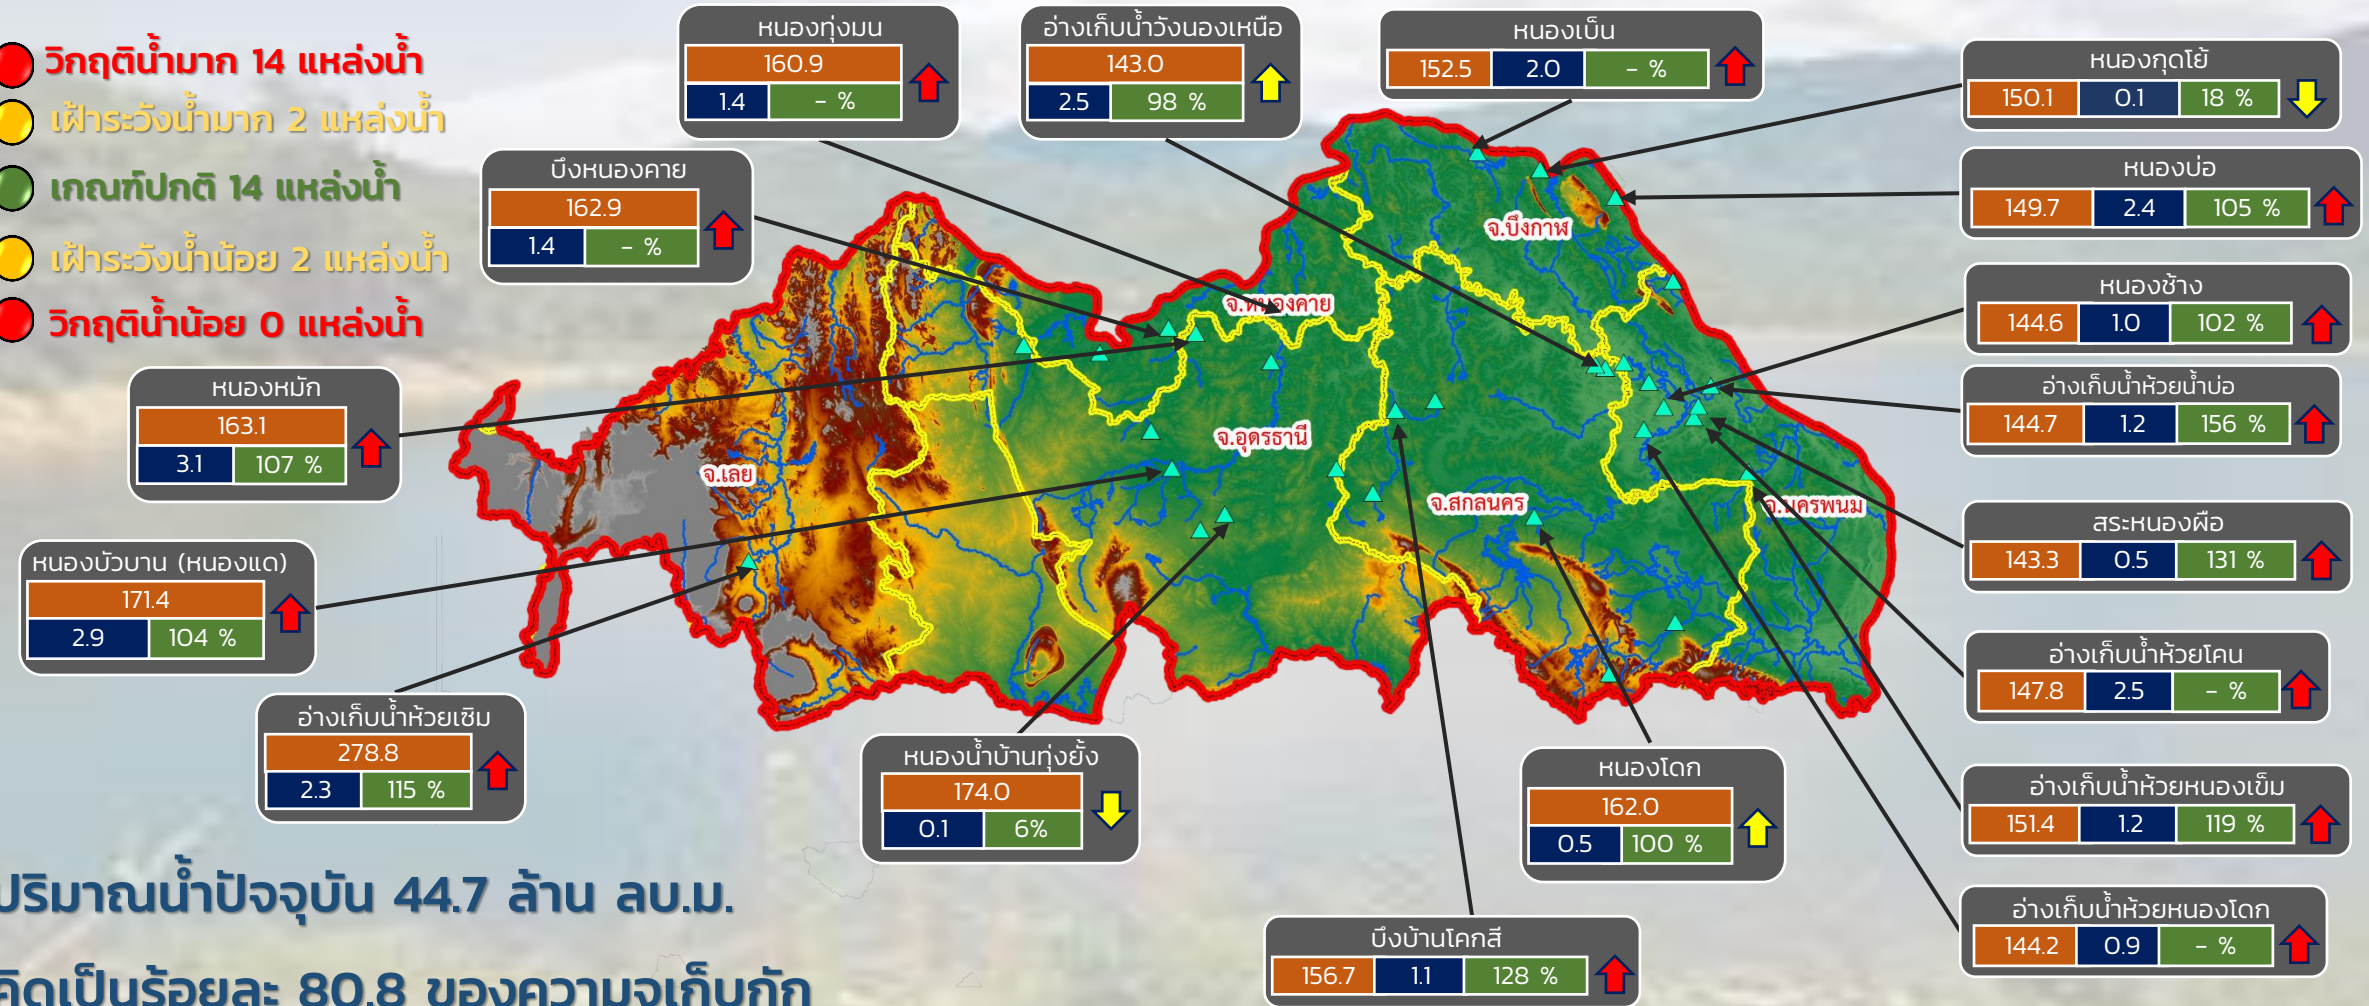 วิกฤติน้ำมาก 14 แหล่งน้ำ
เฝ้าระวังน้ำมาก 2 แหล่งน้ำ
เกณฑ์ปกติ 14 แหล่งน้ำ
เฝ้าระวังน้ำน้อย 2 แหล่งน้ำ
วิกฤติน้ำน้อย 0 แหล่งน้ำ
หนองทุ่งมน
160.9
1.4 - %
อ่างเก็บน้ำวังนองเหนือ
143.0
2.5 98 %
หนองเบ็น
152.5 2.0 - %
หนองกุดโย้
150.1 0.1 18 %
บึงหนองคาย
162.9
1.4 - %
หนองบ่อ
149.7 2.4 105 %
หนองช้าง
144.6 1.0 102 %
หนองหมัก
163.1
3.1 107 %
อ่างเก็บน้ำห้วยน้ำบ่อ
144.7 1.2 156 %
สระหนองผือ
143.3 0.5 131 %
หนองบัวบาน (หนองแด)
171.4
2.9 104 %
อ่างเก็บน้ำห้วยโคน
147.8 2.5 - %
อ่างเก็บน้ำห้วยเชิม
278.8
2.3 115 %
หนองน้ำบ้านทุ่งยั้ง
174.0
0.1 6%
หนองโดก
162.0
0.5 100 %
อ่างเก็บน้ำห้วยหนองเข็ม
151.4 1.2 119 %
อ่างเก็บน้ำห้วยหนองโดก
144.2 0.9 - %
บึงบ้านโคกสี
156.7 1.1 128 %
จ.บึงกาฬ
จ.หนองคาย
จ.อุดรธานี
จ.เลย
จ.สกลนคร
จ.นครพนม
ปริมาณน้ำปัจจุบัน 44.7 ล้าน ลบ.ม.
คิดเป็นร้อยละ 80.8 ของความจุเก็บกัก